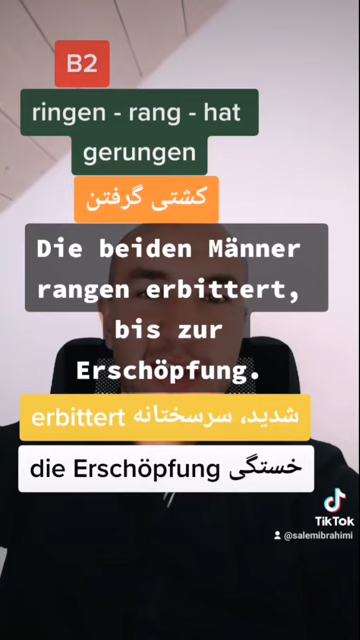 B2
ringen - rang - hat
gerungen
کشتی گرفتن
Die beiden Männer
rangen erbittert,
bis zur
Erschöpfung.
erbittert شدید، سرسختانه
die Erschöpfung خستگی
TikTok
@salemibrahimi